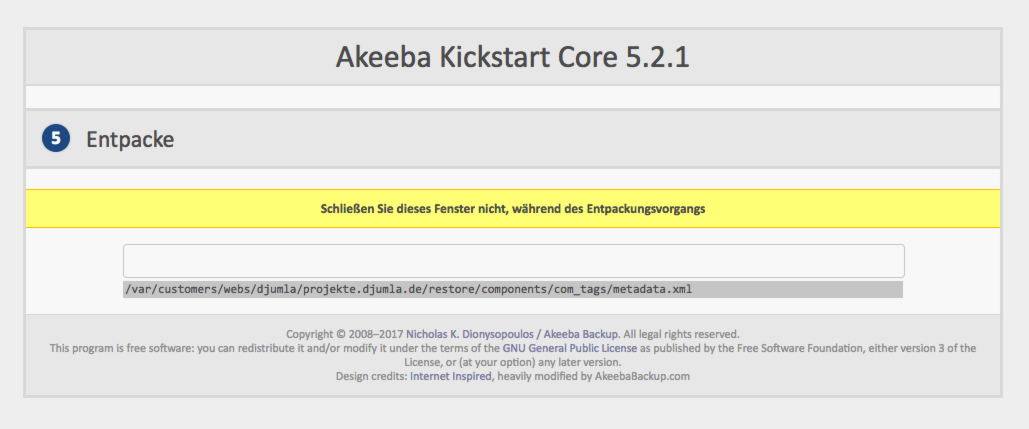 Akeeba Kickstart Core 5.2.1
5 Entpacke
Schließen Sie dieses Fenster nicht, während des Entpackungsvorgangs
/var/customers/webs/djumla/projekte.djumla.de/restore/components/com_tags/metadata.xml
Copyright © 2008–2017 Nicholas K. Dionysopoulos / Akeeba Backup. All legal rights reserved.
This program is free software: you can redistribute it and/or modify it under the terms of the GNU General Public License as published by the Free Software Foundation, either version 3 of the
License, or (at your option) any later version.
Design credits: Internet Inspired, heavily modified by AkeebaBackup.com